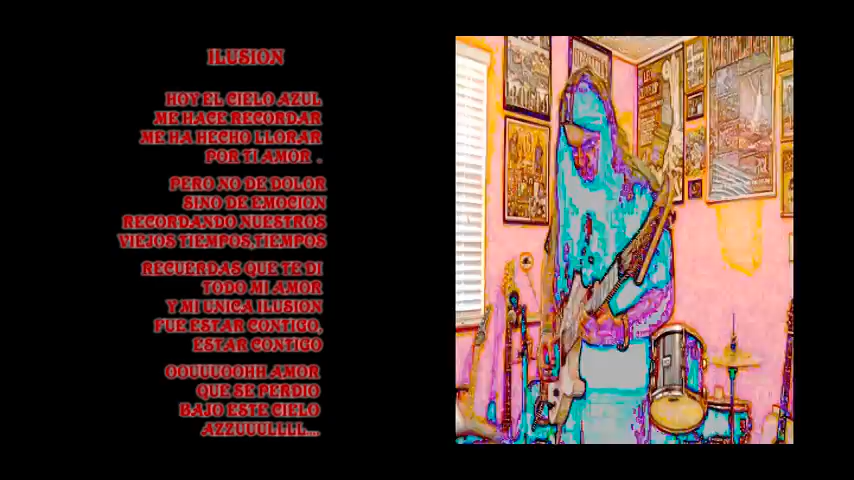 ILUSION
HOY EL CIELO AZUL
ME HACE RECORDAR
ME HA HECHO LLORAR
POR TI AMOR .
PERO NO DE DOLOR
SINO DE EMOCION
RECORDANDO NUESTROS
VIEJOS TIEMPOS,TIEMPOS
RECUERDAS QUE TE DI
TODO MI AMOR
Y MI UNICA ILUSION
FUE ESTAR CONTIGO,
ESTAR CONTIGO
OOUUUOOHH AMOR
QUE SE PERDIO
BAJO ESTE CIELO
AZZUUULLLL...